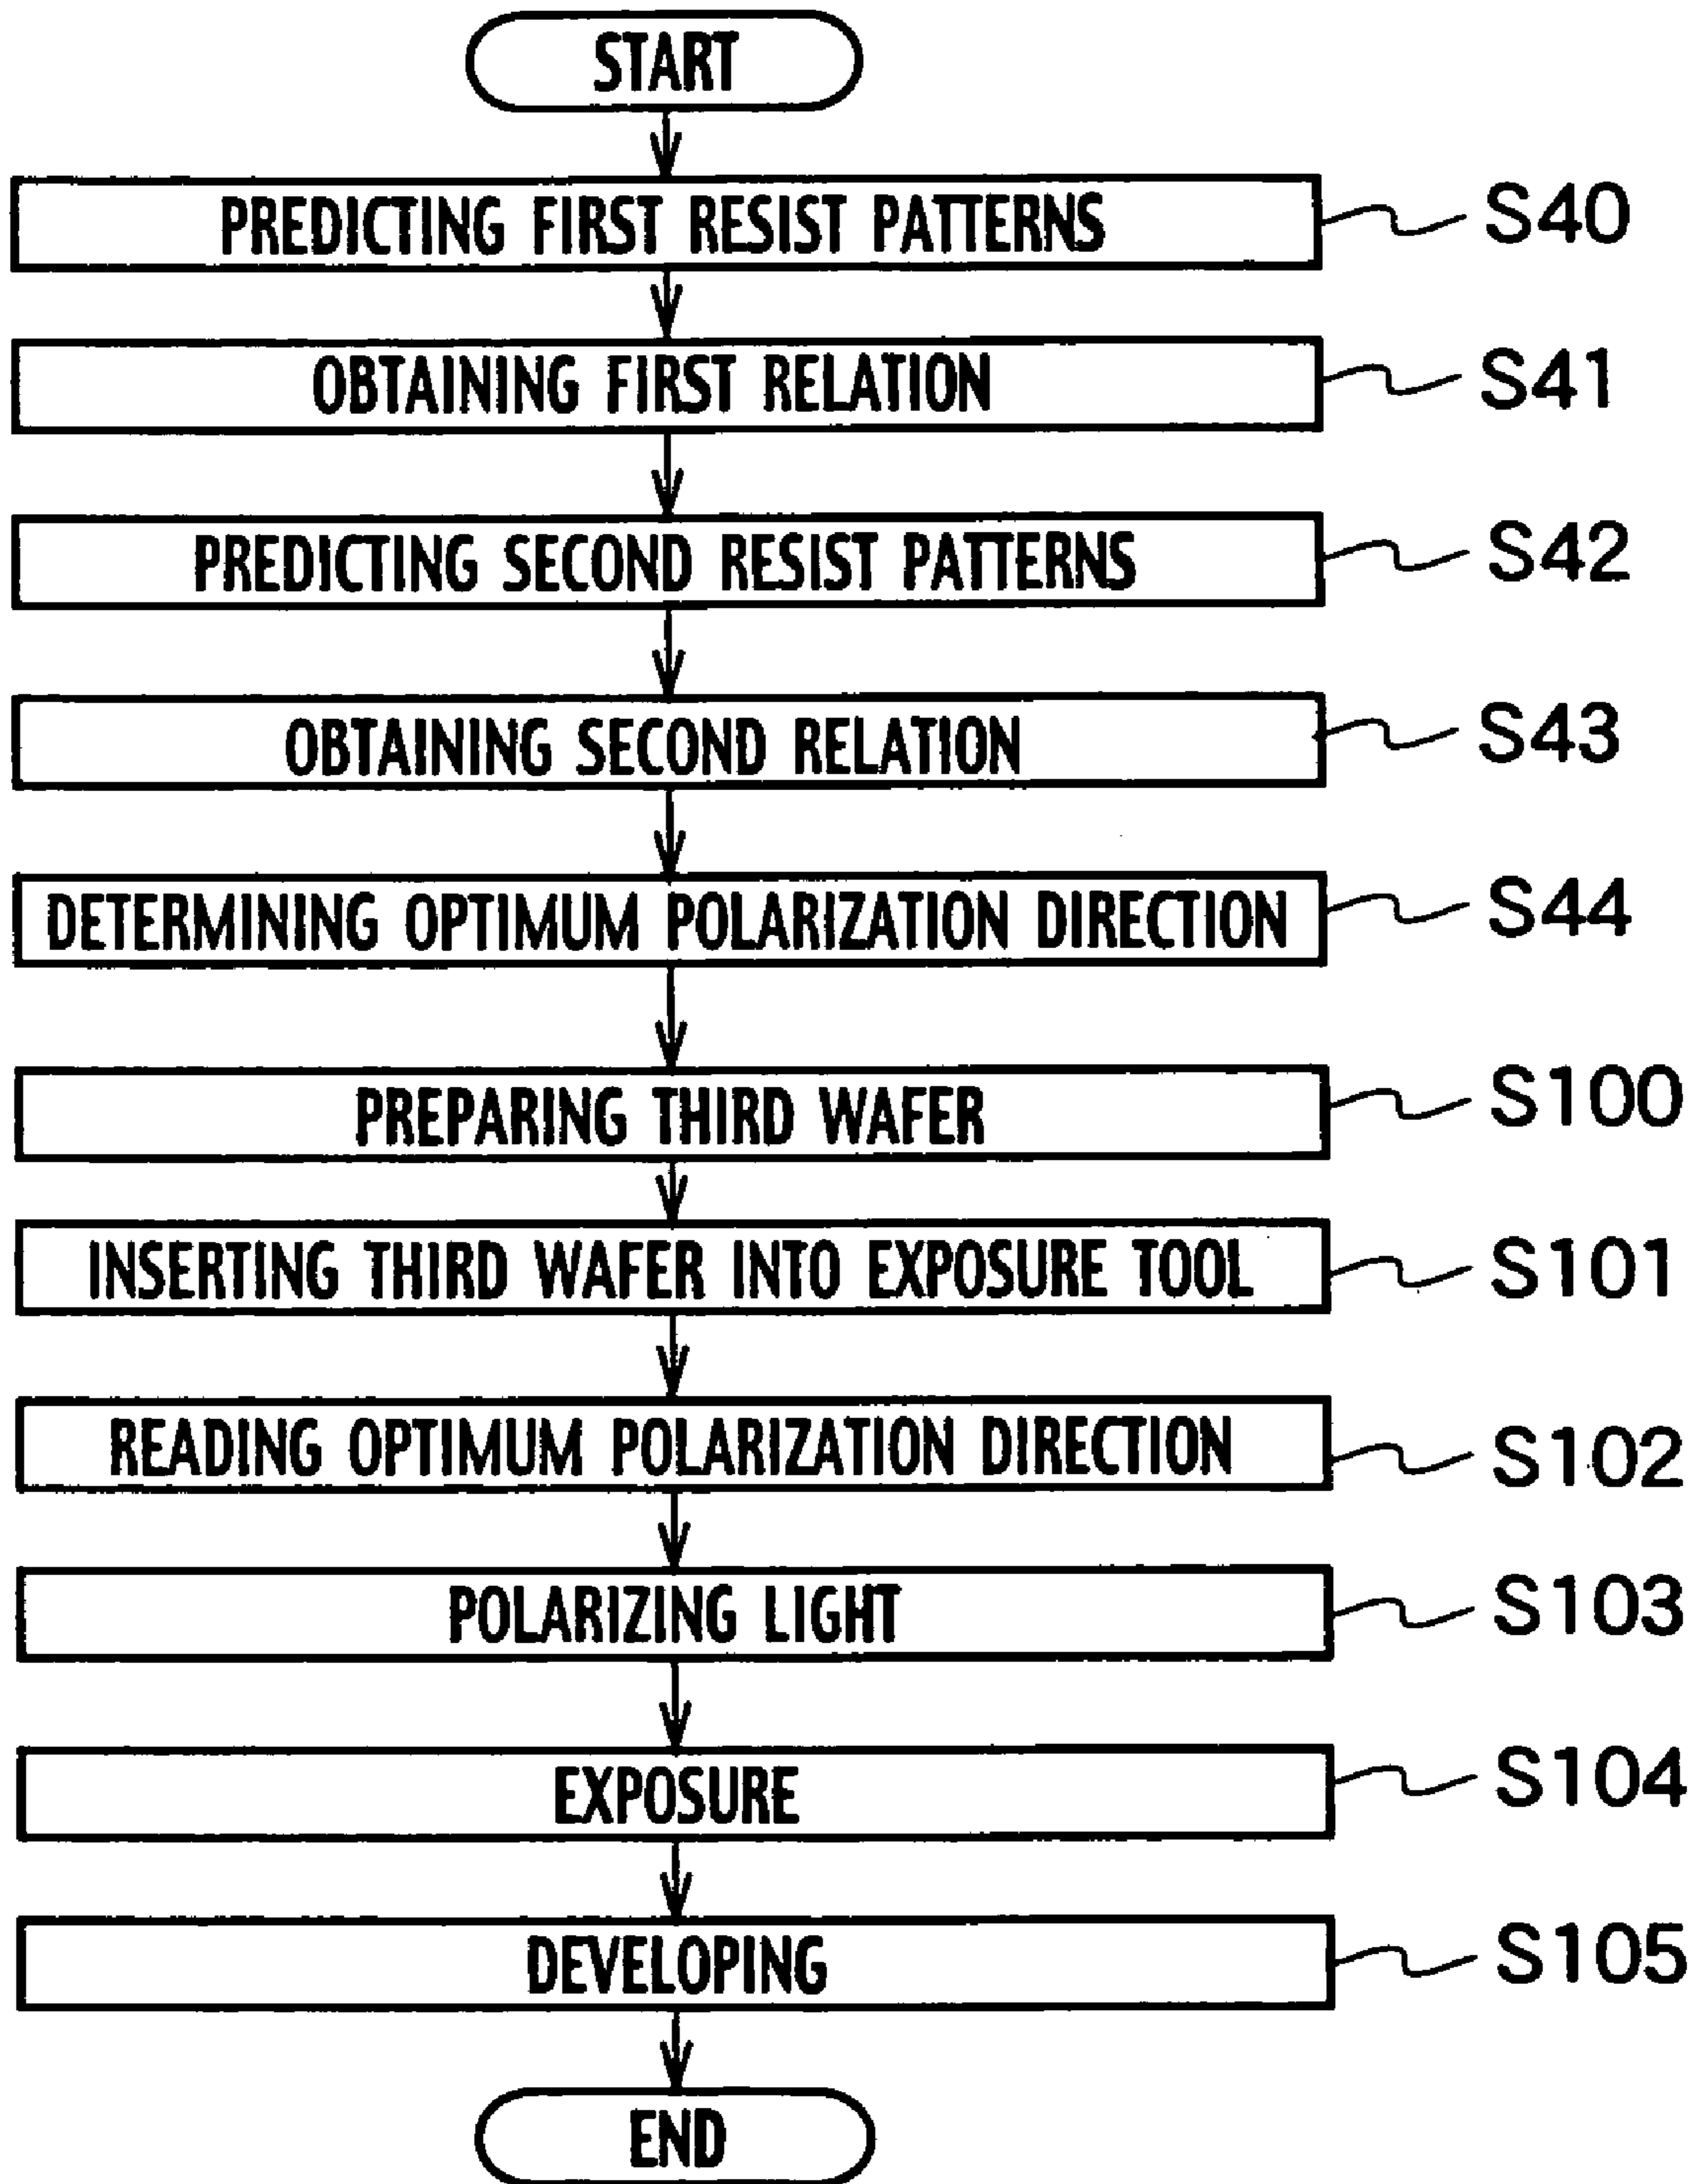 START
PREDICTING FIRST RESIST PATTERNS S40
OBTAINING FIRST RELATION S41
PREDICTING SECOND RESIST PATTERNS S42
OBTAINING SECOND RELATION S43
DETERMINING OPTIMUM POLARIZATION DIRECTION S44
PREPARING THIRD WAFER S100
INSERTING THIRD WAFER INTO EXPOSURE TOOL S101
READING OPTIMUM POLARIZATION DIRECTION S102
POLARIZING LIGHT S103
EXPOSURE S104
DEVELOPING S105
END